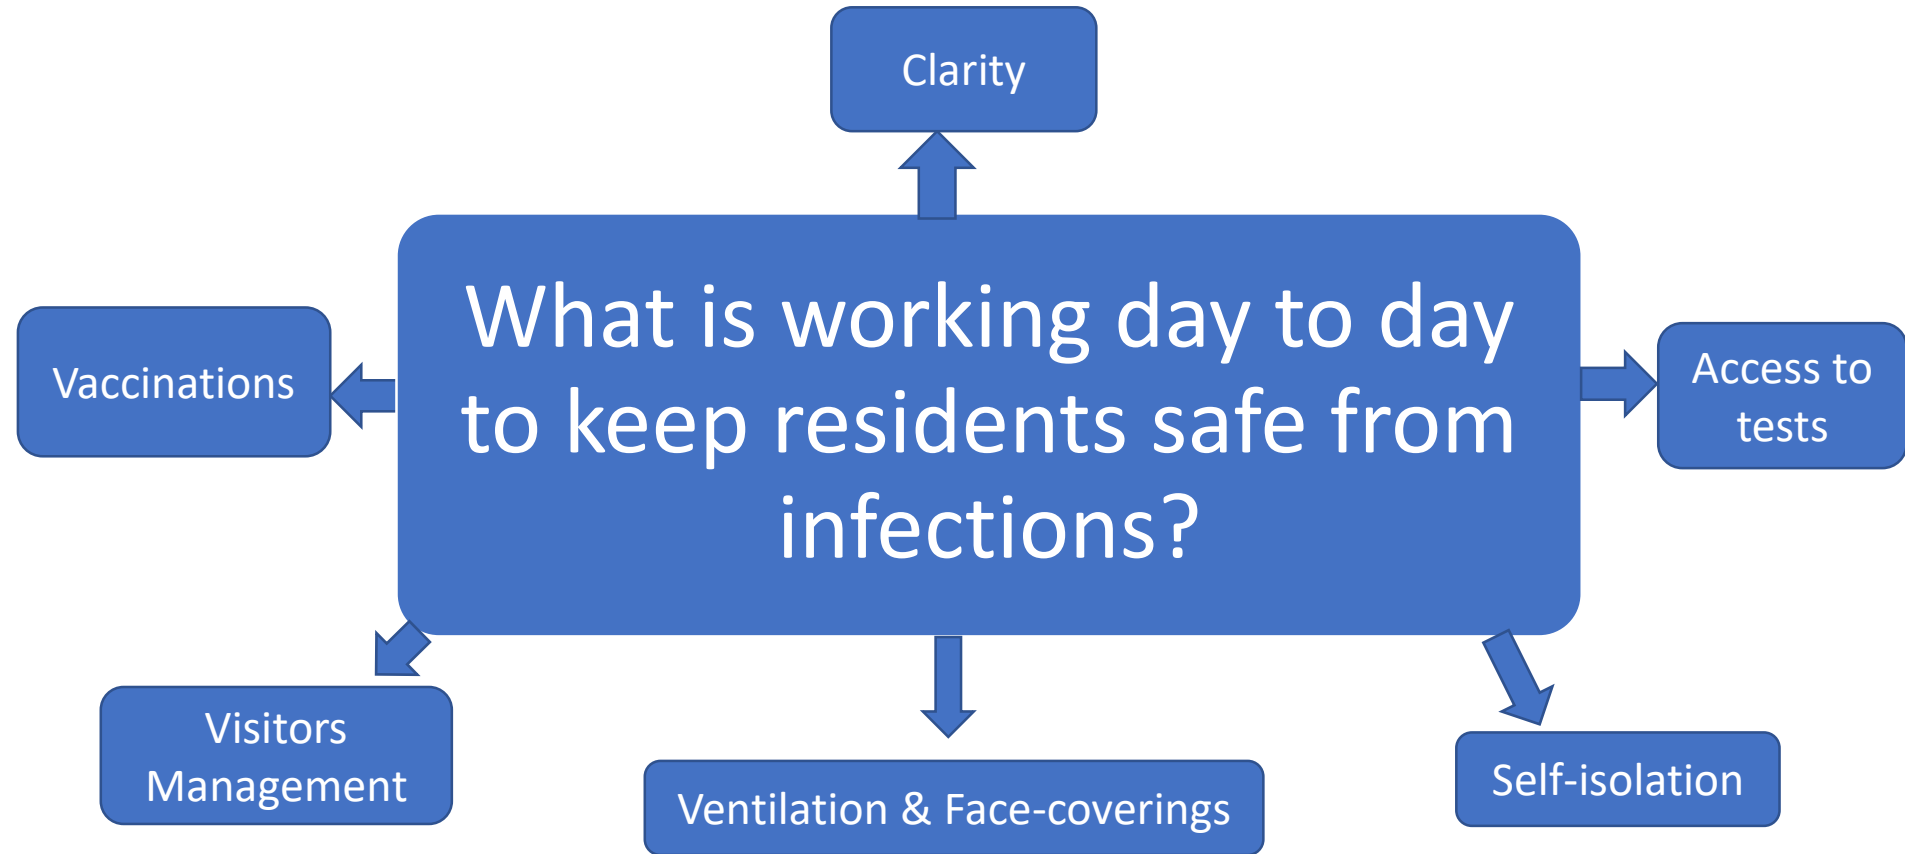 Clarity
What is working day to day
to keep residents safe from
infections?
Vaccinations
Access to
tests
Visitors
Management
Ventilation & Face-coverings
Self-isolation